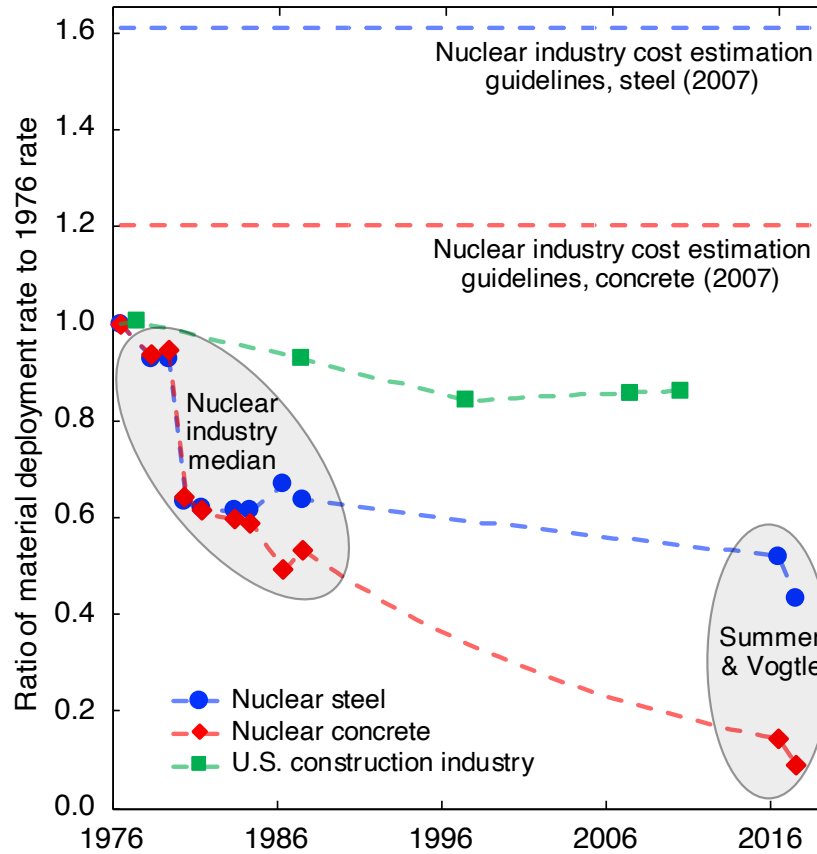 Ratio of material deployment rate to 1976 rate
1.6
1.4
1.2
1.0
0.8
0.6
0.4
0.2
0.0
Nuclear industry cost estimation
guidelines, steel (2007)
Nuclear industry cost estimation
guidelines, concrete (2007)
Nuclear
industry
median
Summer
& Vogtle
Nuclear steel
Nuclear concrete
U.S. construction industry
1976
1986
1996
2006
2016